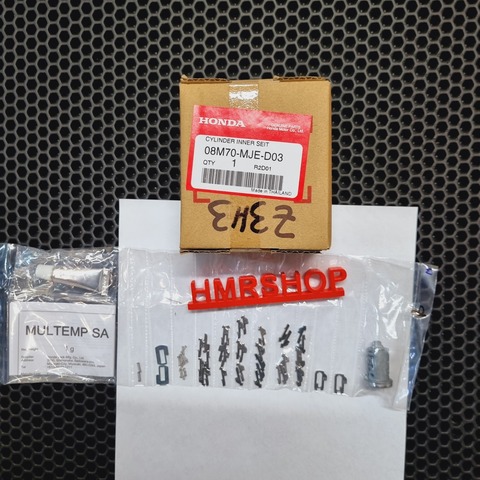 HONDA
CYLINDER INNER SEIT
08M70-MJE-D03
QTY 1 R2D01
Made in THAILAND
Z3H3
HMRSHOP
MULTEMP SA